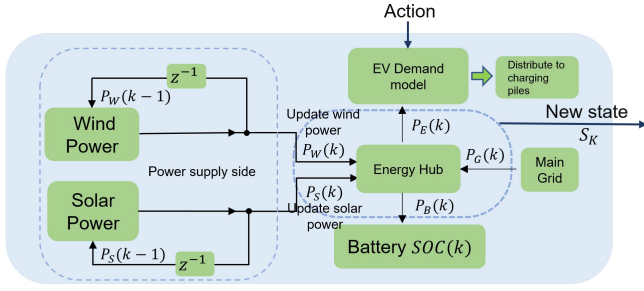 Action
z⁻¹
P_W(k−1)
Wind
Power
EV Demand
model
Distribute to
charging
piles
Update wind
power
P_W(k)
P_E(k)
New state
S_K
Power supply side
Energy Hub
P_G(k)
Main
Grid
P_S(k)
Solar
Power
Update solar
power
P_B(k)
P_S(k−1)
z⁻¹
Battery SOC(k)